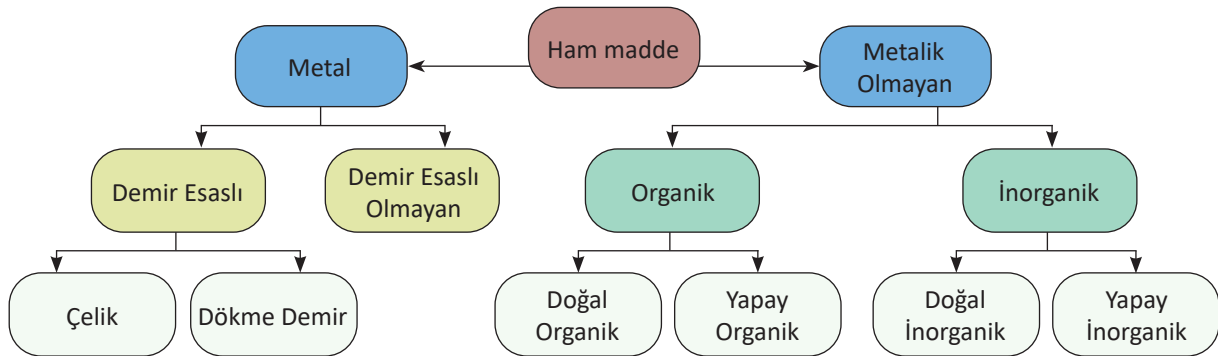 Ham madde
Metal
Metalik
Olmayan
Demir Esaslı
Demir Esaslı
Olmayan
Organik
İnorganik
Çelik
Dökme Demir
Doğal
Organik
Yapay
Organik
Doğal
İnorganik
Yapay
İnorganik